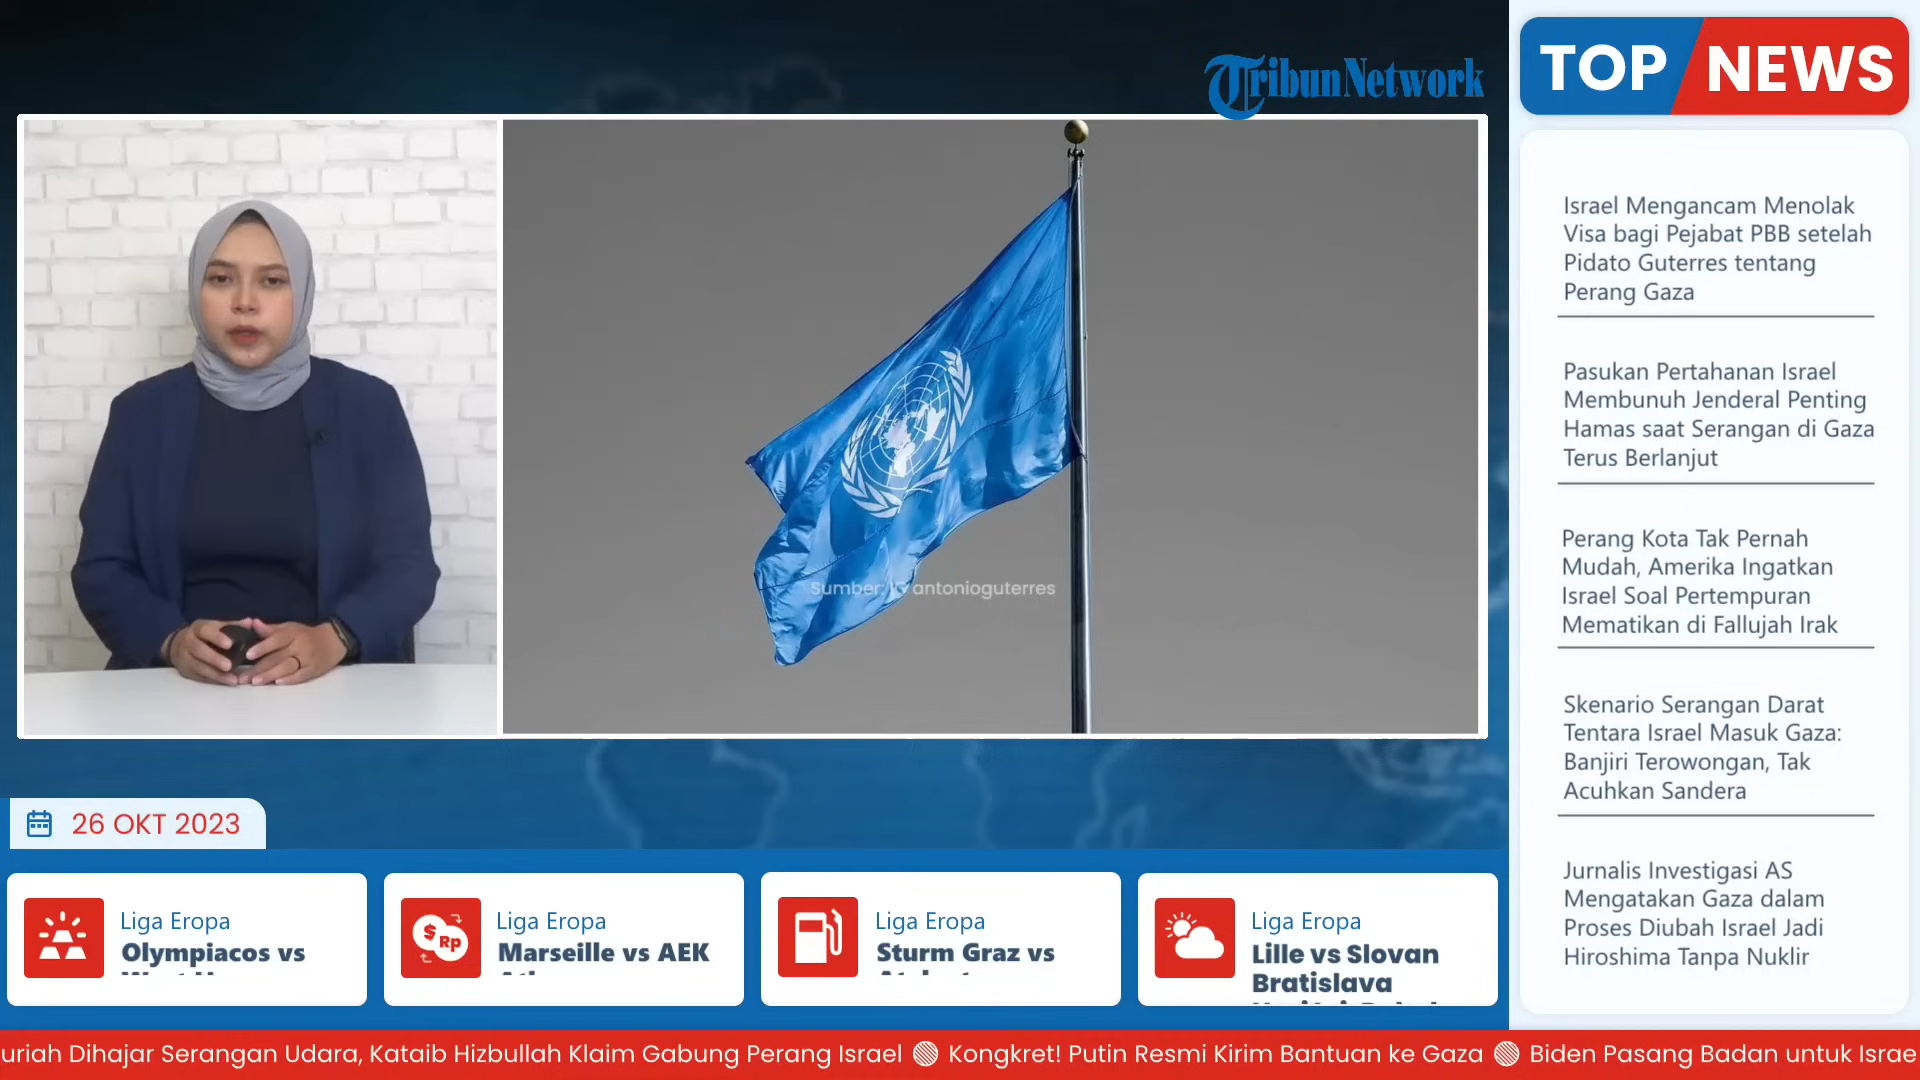 TribunNetwork
TOP NEWS
Israel Mengancam Menolak
Visa bagi Pejabat PBB setelah
Pidato Guterres tentang
Perang Gaza
Pasukan Pertahanan Israel
Membunuh Jenderal Penting
Hamas saat Serangan di Gaza
Terus Berlanjut
Perang Kota Tak Pernah
Mudah, Amerika Ingatkan
Israel Soal Pertempuran
Mematikan di Fallujah Irak
Skenario Serangan Darat
Tentara Israel Masuk Gaza:
Banjiri Terowongan, Tak
Acuhkan Sandera
Jurnalis Investigasi AS
Mengatakan Gaza dalam
Proses Diubah Israel Jadi
Hiroshima Tanpa Nuklir
Sumber: IG antonioguterres
26 OKT 2023
Liga Eropa
Olympiacos vs
$ Rp
Liga Eropa
Marseille vs AEK
Liga Eropa
Sturm Graz vs
Liga Eropa
Lille vs Slovan
Bratislava
uriah Dihajar Serangan Udara, Kataib Hizbullah Klaim Gabung Perang Israel Kongkret! Putin Resmi Kirim Bantuan ke Gaza Biden Pasang Badan untuk Israe